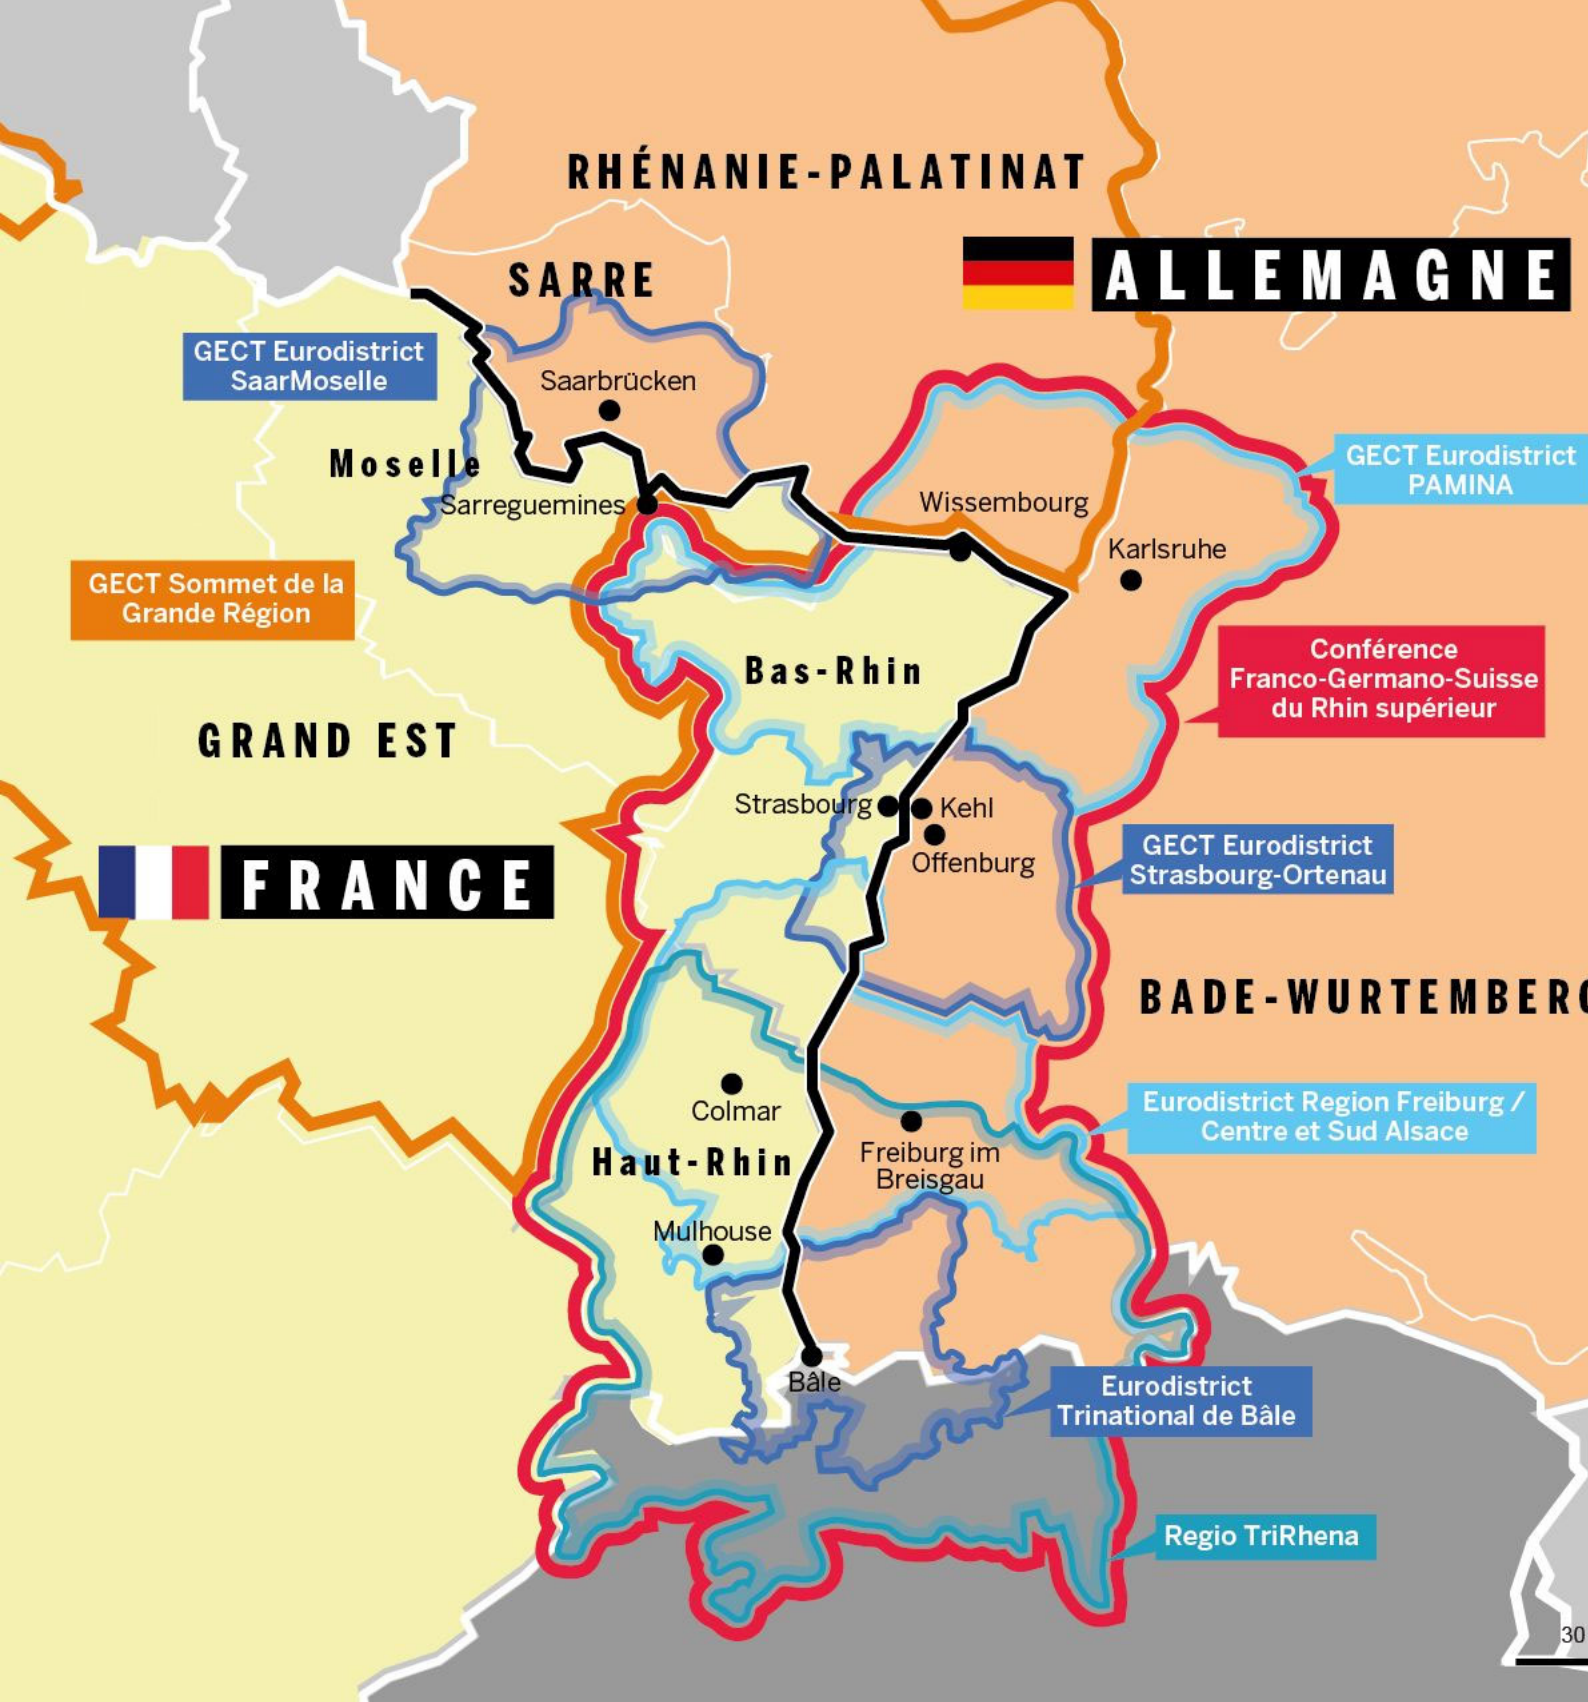 RHÉNANIE-PALATINAT
ALLEMAGNE
SARRE
GECT Eurodistrict
SaarMoselle
Saarbrücken
Moselle
GECT Eurodistrict
PAMINA
Sarreguemines
Wissembourg
Karlsruhe
GECT Sommet de la
Grande Région
Conférence
Franco-Germano-Suisse
du Rhin supérieur
Bas-Rhin
GRAND EST
Strasbourg
Kehl
Offenburg
GECT Eurodistrict
Strasbourg-Ortenau
FRANCE
BADE-WURTEMBERG
Colmar
Eurodistrict Region Freiburg /
Centre et Sud Alsace
Haut-Rhin
Freiburg im
Breisgau
Mulhouse
Bâle
Eurodistrict
Trinational de Bâle
Regio TriRhena
30